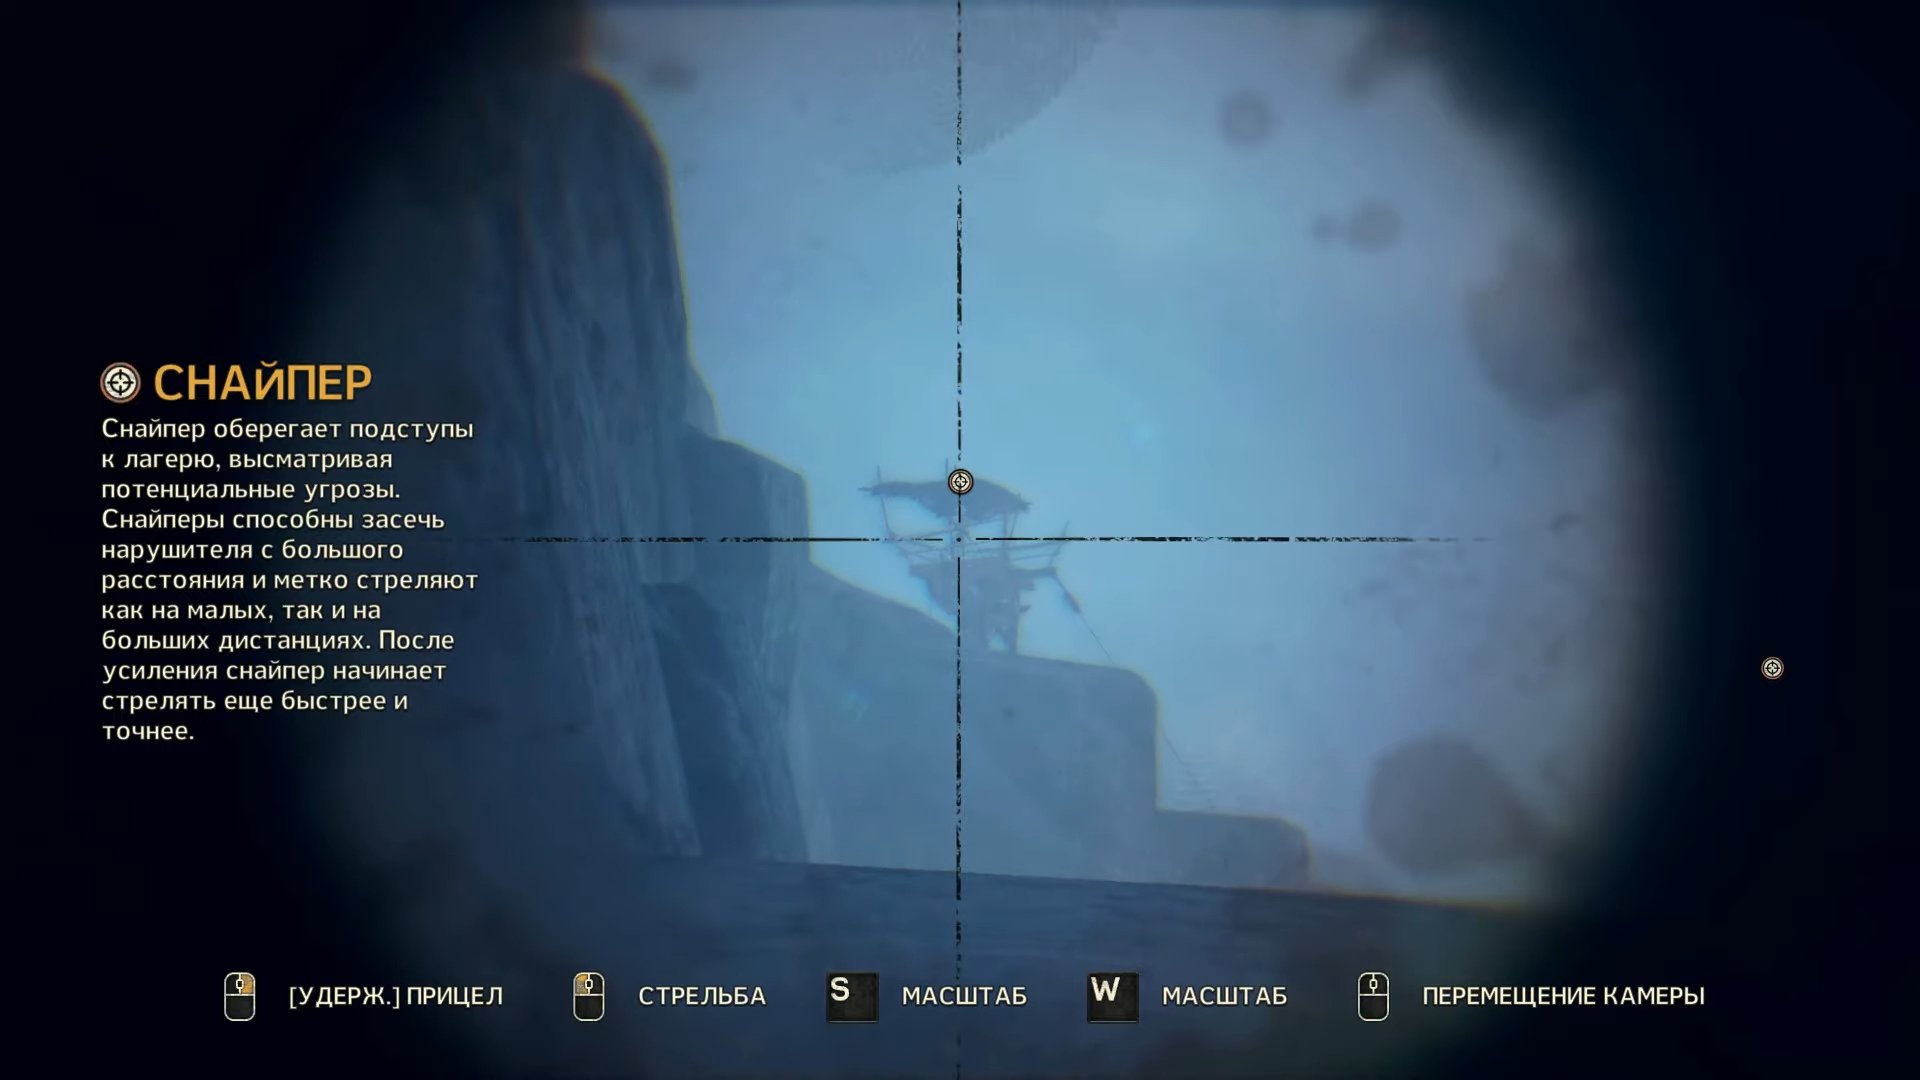 СНАЙПЕР
Снайпер оберегает подступы
к лагерю, высматривая
потенциальные угрозы.
Снайперы способны засечь
нарушителя с большого
расстояния и метко стреляют
как на малых, так и на
больших дистанциях. После
усиления снайпер начинает
стрелять еще быстрее и
точнее.
[УДЕРЖ.] ПРИЦЕЛ СТРЕЛЬБА S МАСШТАБ W МАСШТАБ ПЕРЕМЕЩЕНИЕ КАМЕРЫ